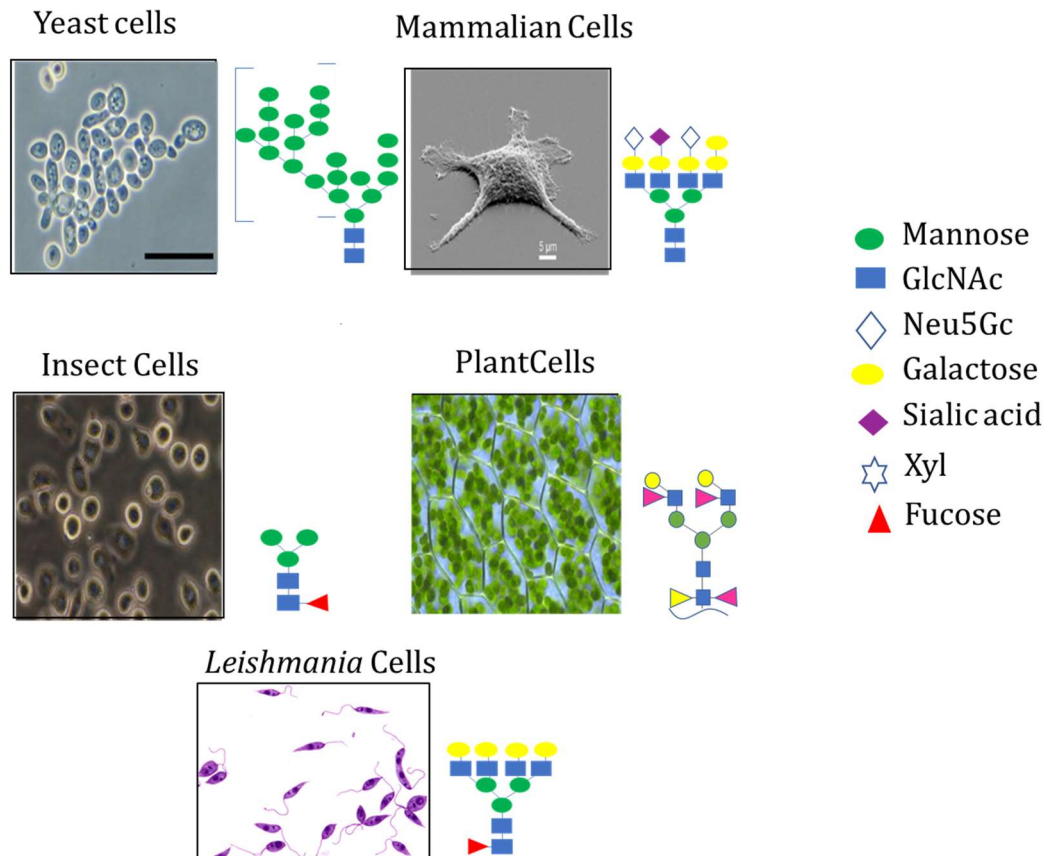 Yeast cells
Mammalian Cells
5 µm
Mannose
GlcNAc
Neu5Gc
Galactose
Sialic acid
Xyl
Fucose
Insect Cells
PlantCells
Leishmania Cells